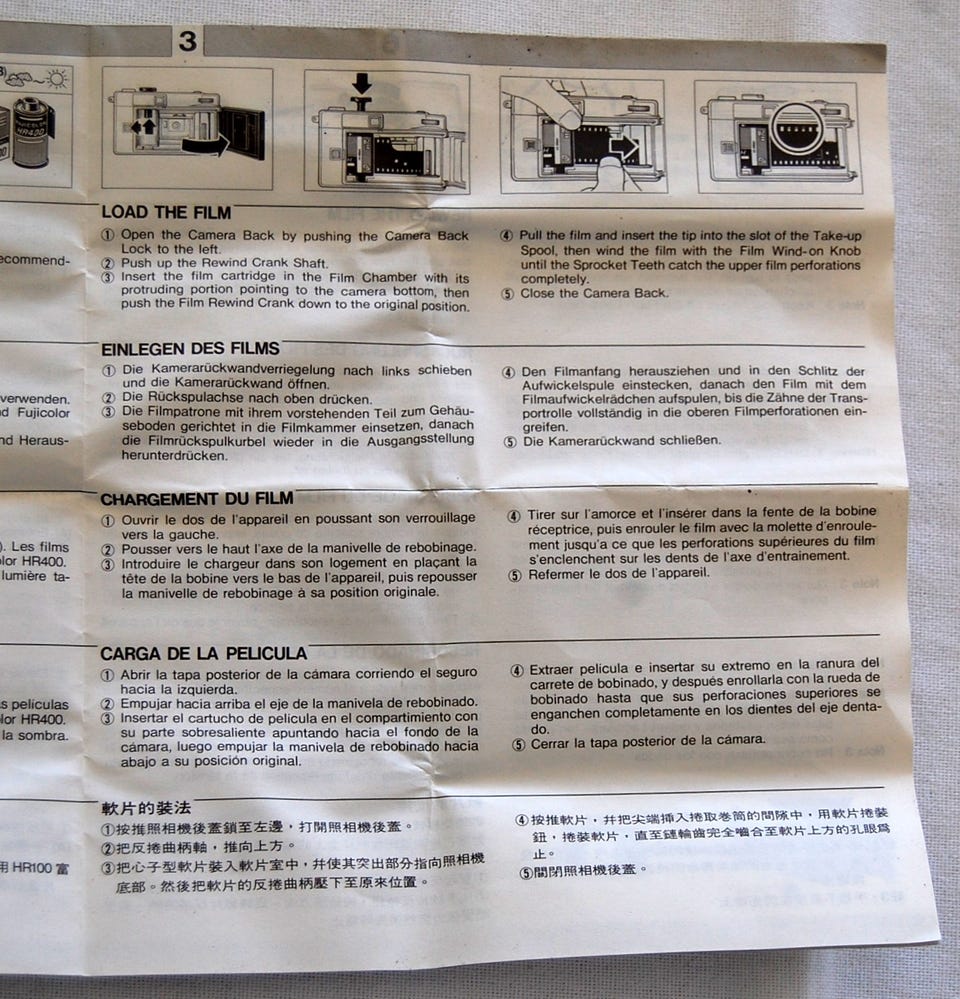 3
HR400
LOAD THE FILM
① Open the Camera Back by pushing the Camera Back
Lock to the left.
② Push up the Rewind Crank Shaft.
③ Insert the film cartridge in the Film Chamber with its
protruding portion pointing to the camera bottom, then
push the Film Rewind Crank down to the original position.
④ Pull the film and insert the tip into the slot of the Take-up
Spool, then wind the film with the Film Wind-on Knob
until the Sprocket Teeth catch the upper film perforations
completely.
⑤ Close the Camera Back.
ecommend-
EINLEGEN DES FILMS
① Die Kamerarückwandverriegelung nach links schieben
und die Kamerarückwand öffnen.
② Die Rückspulachse nach oben drücken.
③ Die Filmpatrone mit ihrem vorstehenden Teil zum Gehäu-
seboden gerichtet in die Filmkammer einsetzen, danach
die Filmrückspulkurbel wieder in die Ausgangsstellung
herunterdrücken.
④ Den Filmanfang herausziehen und in den Schlitz der
Aufwickelspule einstecken, danach den Film mit dem
Filmaufwickelrädchen aufspulen, bis die Zähne der Trans-
portrolle vollständig in die oberen Filmperforationen ein-
greifen.
⑤ Die Kamerarückwand schließen.
verwenden.
nd Fujicolor
nd Heraus-
CHARGEMENT DU FILM
① Ouvrir le dos de l'appareil en poussant son verrouillage
vers la gauche.
② Pousser vers le haut l'axe de la manivelle de rebobinage.
③ Introduire le chargeur dans son logement en plaçant la
tête de la bobine vers le bas de l'appareil, puis repousser
la manivelle de rebobinage à sa position originale.
④ Tirer sur l'amorce et l'insérer dans la fente de la bobine
réceptrice, puis enrouler le film avec la molette d'enroule-
ment jusqu'a ce que les perforations supérieures du film
s'enclenchent sur les dents de l'axe d'entrainement.
⑤ Refermer le dos de l'appareil.
). Les films
olor HR400.
lumière ta-
CARGA DE LA PELICULA
① Abrir la tapa posterior de la cámara corriendo el seguro
hacia la izquierda.
② Empujar hacia arriba el eje de la manivela de rebobinado.
③ Insertar el cartucho de película en el compartimiento con
su parte sobresaliente apuntando hacia el fondo de la
cámara, luego empujar la manivela de rebobinado hacia
abajo a su posición original.
④ Extraer película e insertar su extremo en la ranura del
carrete de bobinado, y después enrollarla con la rueda de
bobinado hasta que sus perforaciones superiores se
enganchen completamente en los dientes del eje denta-
do.
⑤ Cerrar la tapa posterior de la cámara.
s películas
olor HR400.
la sombra.
軟片的裝法
①按推照相機後蓋鎖至左邊，打開照相機後蓋。
②把反捲曲柄軸，推向上方。
③把心子型軟片裝入軟片室中，幷使其突出部分指向照相機
底部。然後把軟片的反捲曲柄壓下至原來位置。
④按推軟片，幷把尖端揷入捲取卷筒的間隊中，用軟片捲裝
鈕，捲裝軟片，直至鏈輪齒完全嚙合至軟片上方的孔眼爲
止。
⑤關閉照相機後蓋。
用 HR100 富